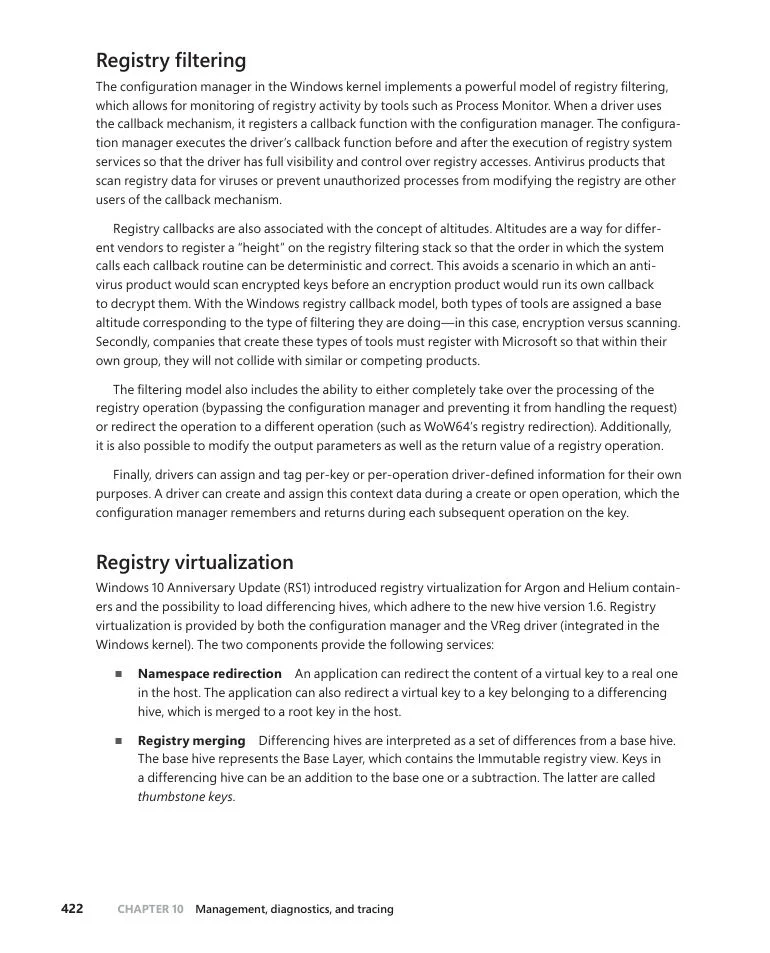 Registry filtering
The configuration manager in the Windows kernel implements a powerful model of registry filtering,
which allows for monitoring of registry activity by tools such as Process Monitor. When a driver uses
the callback mechanism, it registers a callback function with the configuration manager. The configura-
tion manager executes the driver's callback function before and after the execution of registry system
services so that the driver has full visibility and control over registry accesses. Antivirus products that
scan registry data for viruses or prevent unauthorized processes from modifying the registry are other
users of the callback mechanism.
Registry callbacks are also associated with the concept of altitudes. Altitudes are a way for differ-
ent vendors to register a “height” on the registry filtering stack so that the order in which the system
calls each callback routine can be deterministic and correct. This avoids a scenario in which an anti-
virus product would scan encrypted keys before an encryption product would run its own callback
to decrypt them. With the Windows registry callback model, both types of tools are assigned a base
altitude corresponding to the type of filtering they are doing—in this case, encryption versus scanning.
Secondly, companies that create these types of tools must register with Microsoft so that within their
own group, they will not collide with similar or competing products.
The filtering model also includes the ability to either completely take over the processing of the
registry operation (bypassing the configuration manager and preventing it from handling the request)
or redirect the operation to a different operation (such as WoW64's registry redirection). Additionally,
it is also possible to modify the output parameters as well as the return value of a registry operation.
Finally, drivers can assign and tag per-key or per-operation driver-defined information for their own
purposes. A driver can create and assign this context data during a create or open operation, which the
configuration manager remembers and returns during each subsequent operation on the key.
Registry virtualization
Windows 10 Anniversary Update (RS1) introduced registry virtualization for Argon and Helium contain-
ers and the possibility to load differencing hives, which adhere to the new hive version 1.6. Registry
virtualization is provided by both the configuration manager and the VReg driver (integrated in the
Windows kernel). The two components provide the following services:
■ Namespace redirection An application can redirect the content of a virtual key to a real one
in the host. The application can also redirect a virtual key to a key belonging to a differencing
hive, which is merged to a root key in the host.
■ Registry merging Differencing hives are interpreted as a set of differences from a base hive.
The base hive represents the Base Layer, which contains the Immutable registry view. Keys in
a differencing hive can be an addition to the base one or a subtraction. The latter are called
thumbstone keys.
422 CHAPTER 10 Management, diagnostics, and tracing